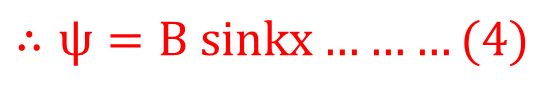 ∴ ψ = B sinkx … … … (4)